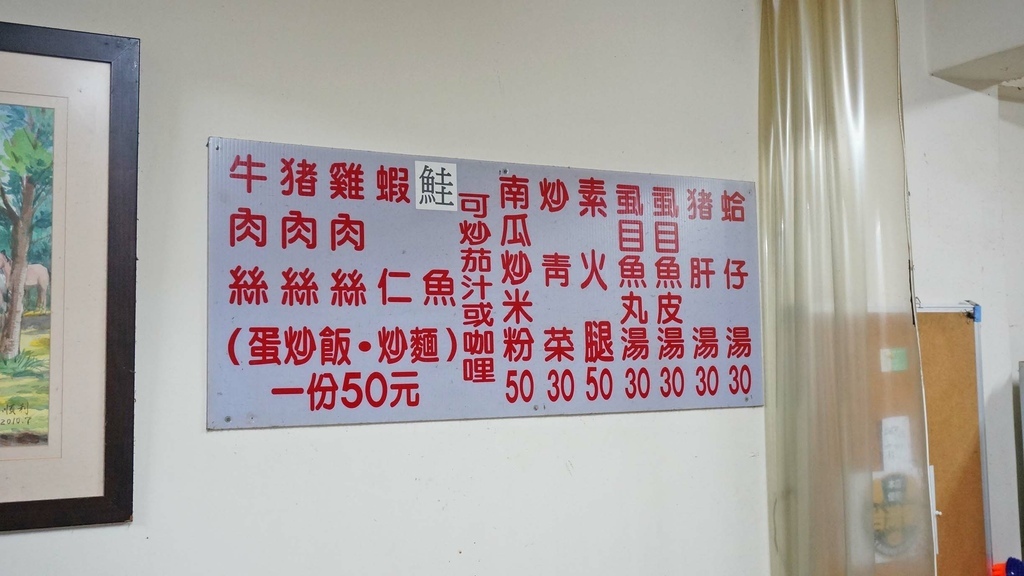 牛肉絲
猪肉絲
雞肉絲
蝦仁
鮭魚
(蛋炒飯・炒麵)
一份50元
可炒茄汁或咖哩
南瓜炒米粉50
炒青菜30
素火腿50
虱目魚丸湯30
虱目魚皮湯30
猪肝湯30
蛤仔湯30
2010.7